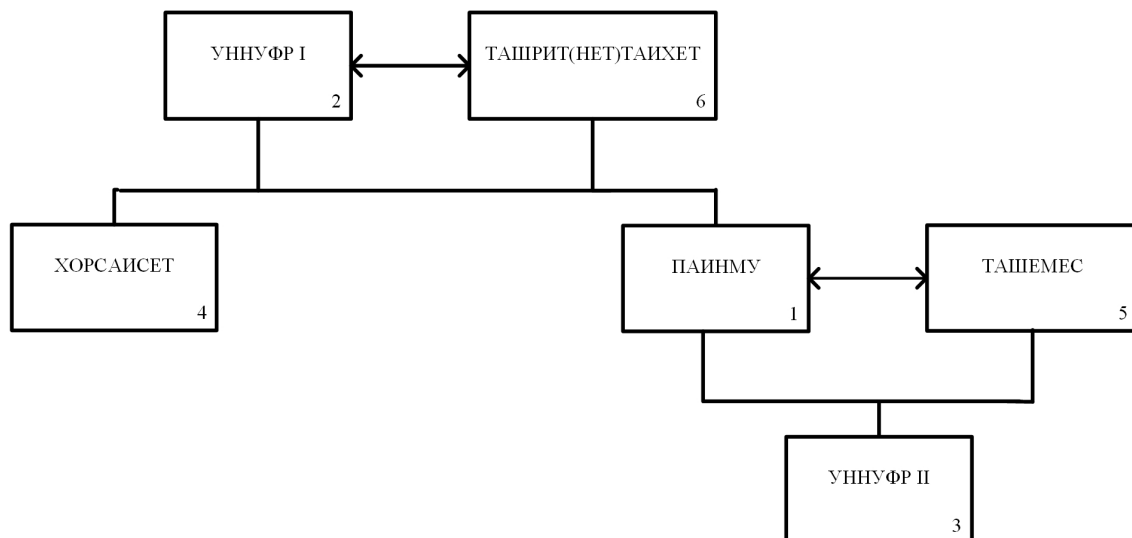 УННУФР I
2
ТАШРИТ(НЕТ)ТАИХЕТ
6
ХОРСАИСЕТ
4
ПАИНМУ
1
ТАШЕМЕС
5
УННУФР II
3